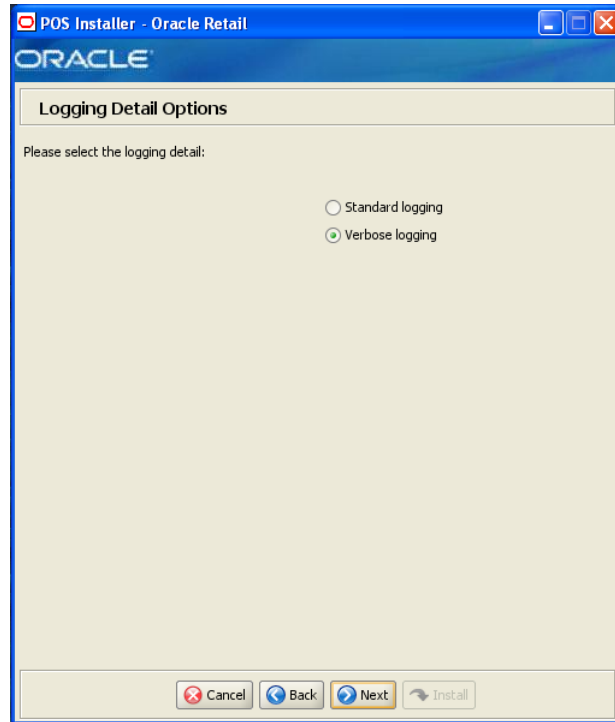 POS Installer - Oracle Retail
ORACLE
Logging Detail Options
Please select the logging detail:
Standard logging
Verbose logging
Cancel Back Next Install